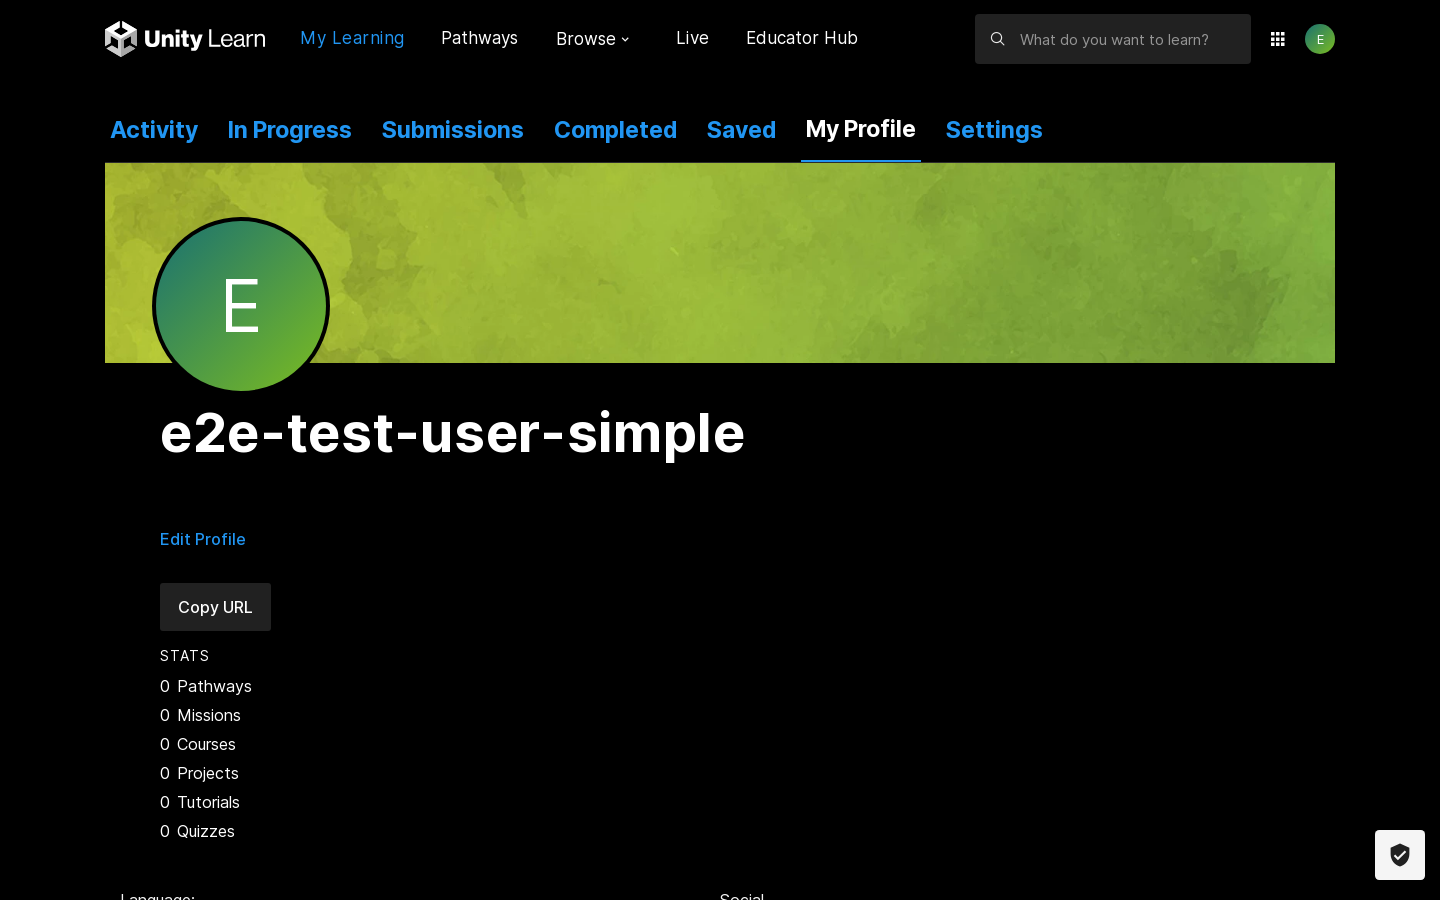 Unity Learn My Learning Pathways Browse Live Educator Hub What do you want to learn? E
Activity In Progress Submissions Completed Saved My Profile Settings
E
e2e-test-user-simple
Edit Profile
Copy URL
STATS
0 Pathways
0 Missions
0 Courses
0 Projects
0 Tutorials
0 Quizzes
Language: Social